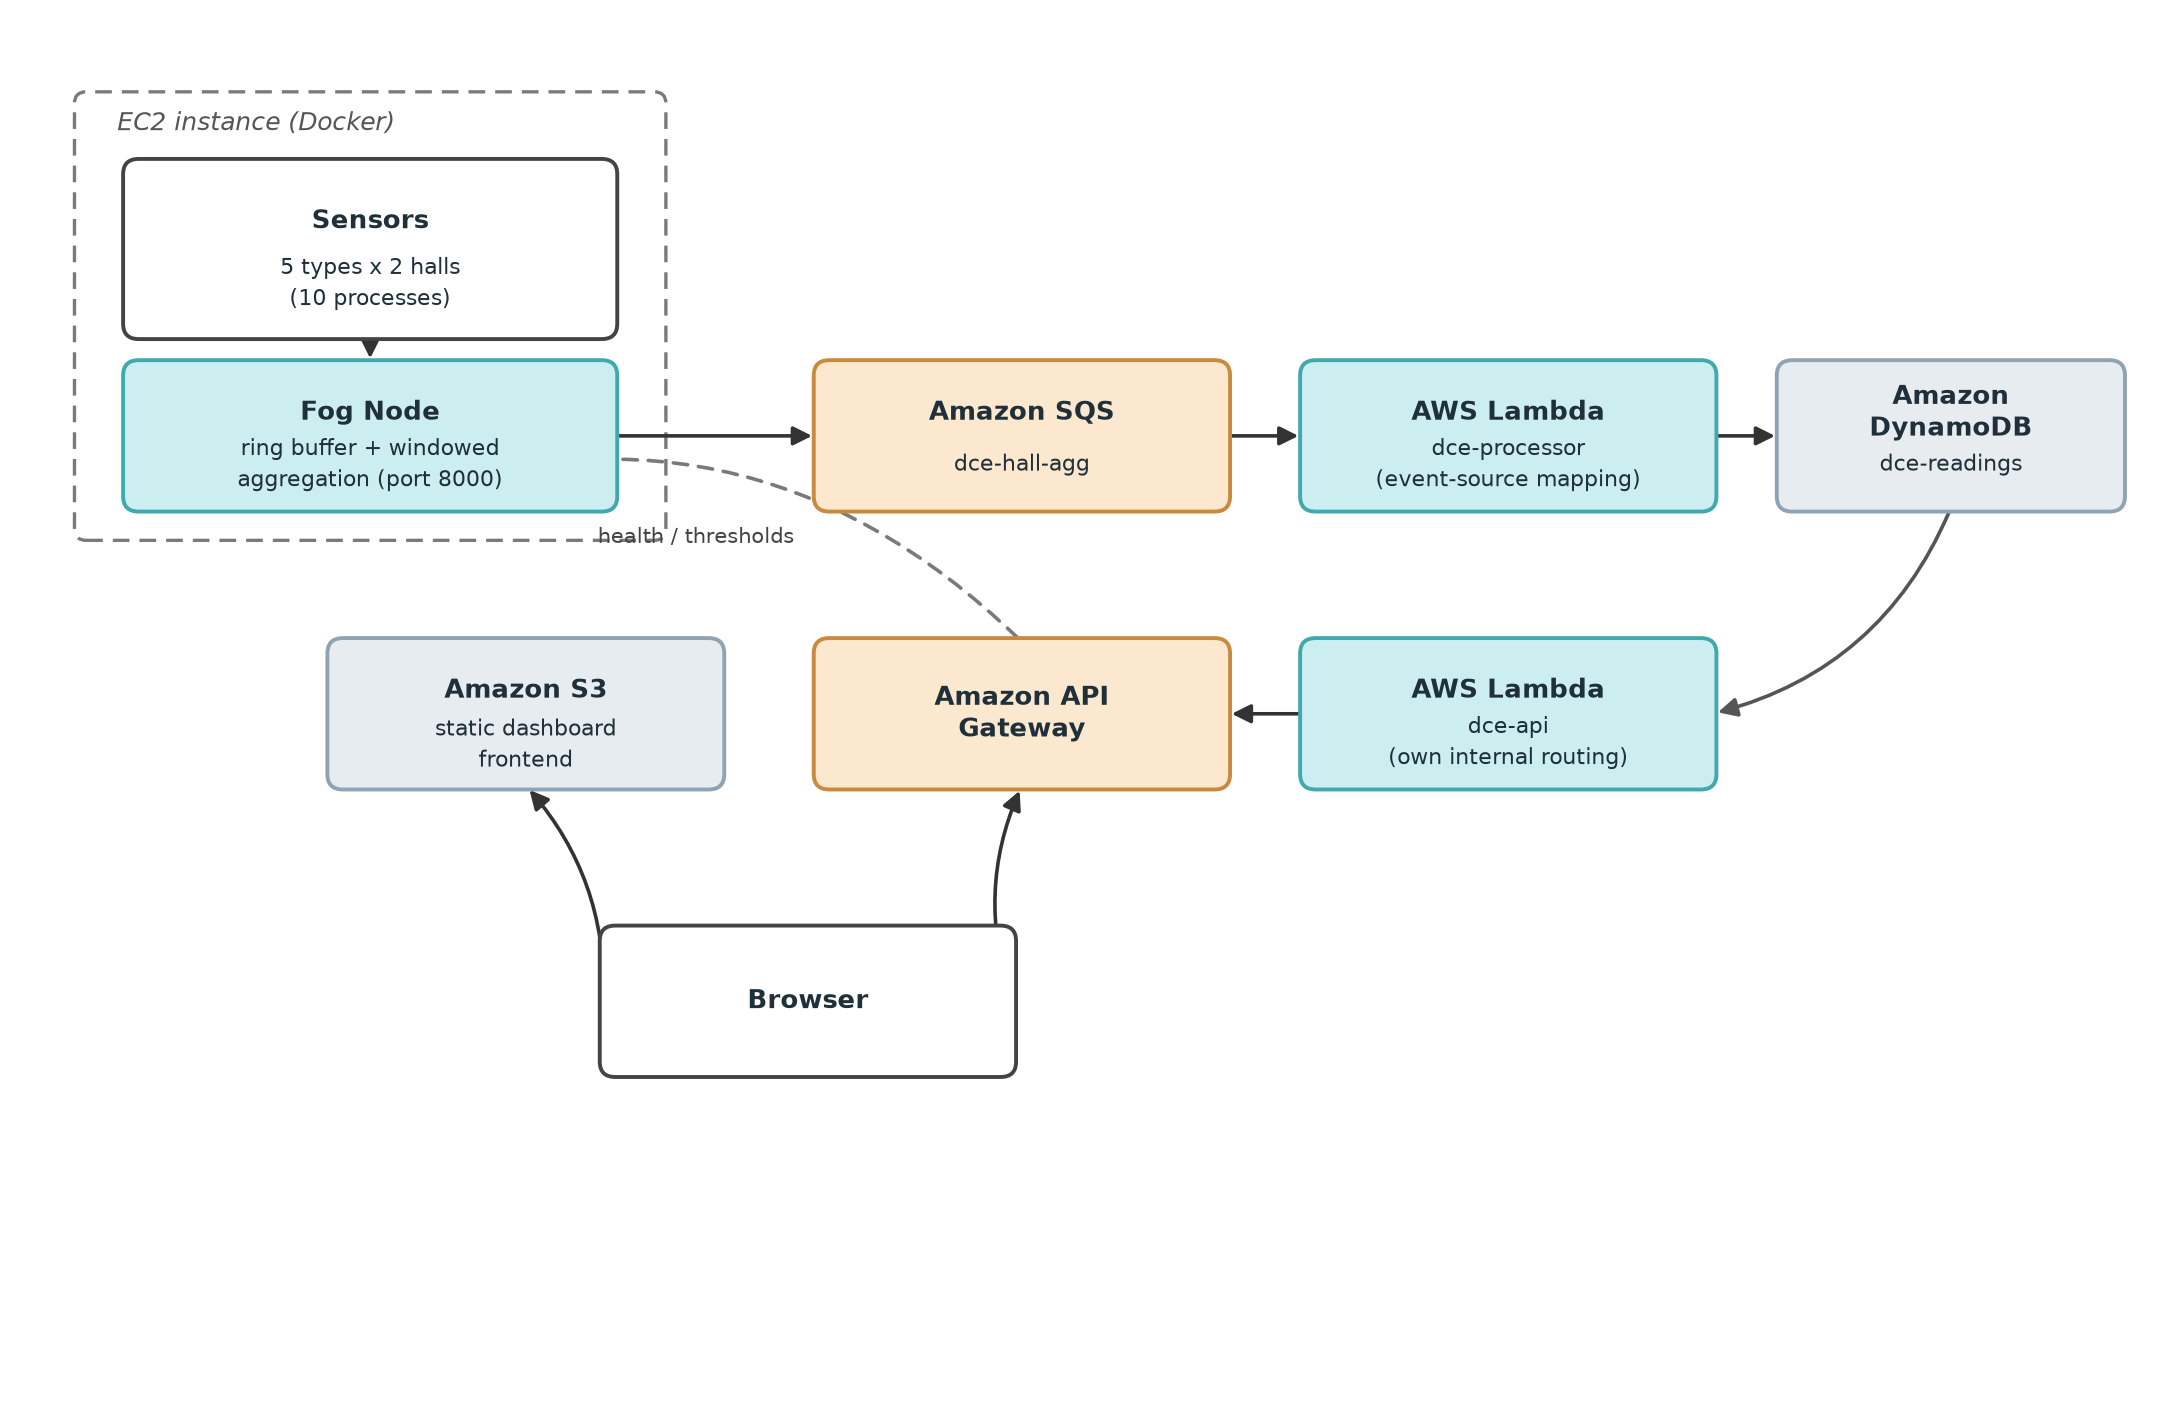 EC2 instance (Docker)
Sensors
5 types x 2 halls
(10 processes)
Fog Node
ring buffer + windowed
aggregation (port 8000)
Amazon SQS
dce-hall-agg
AWS Lambda
dce-processor
(event-source mapping)
Amazon
DynamoDB
dce-readings
health / thresholds
Amazon S3
static dashboard
frontend
Amazon API
Gateway
AWS Lambda
dce-api
(own internal routing)
Browser